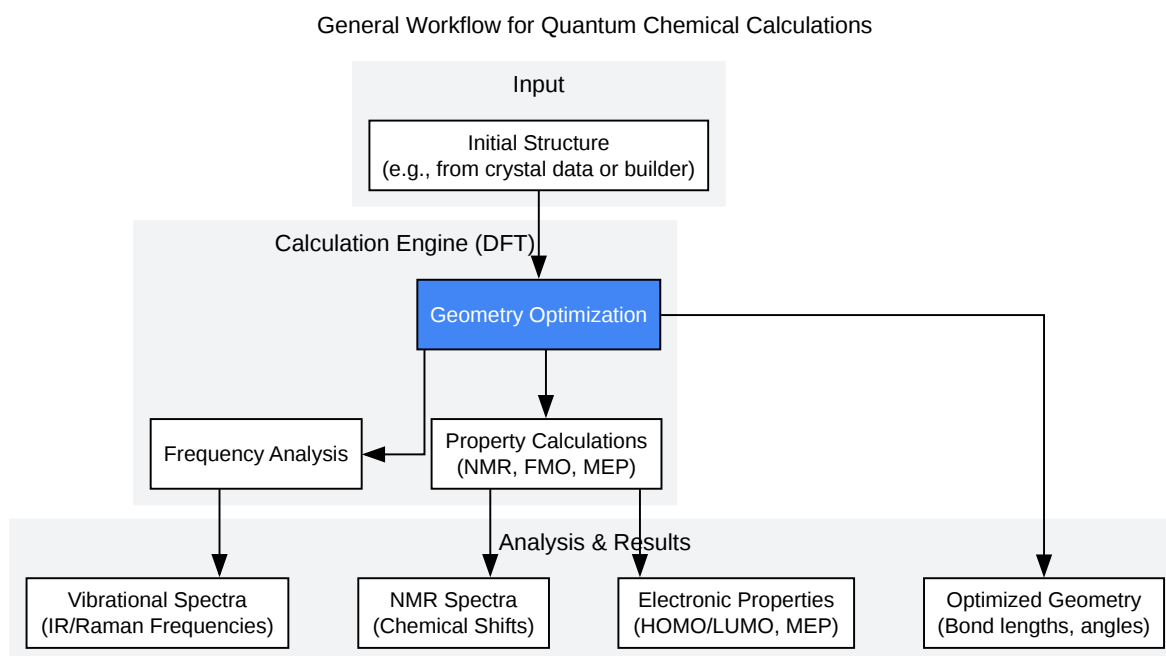 General Workflow for Quantum Chemical Calculations
Input
Initial Structure
(e.g., from crystal data or builder)
Calculation Engine (DFT)
Geometry Optimization
Frequency Analysis
Property Calculations
(NMR, FMO, MEP)
Analysis & Results
Vibrational Spectra
(IR/Raman Frequencies)
NMR Spectra
(Chemical Shifts)
Electronic Properties
(HOMO/LUMO, MEP)
Optimized Geometry
(Bond lengths, angles)